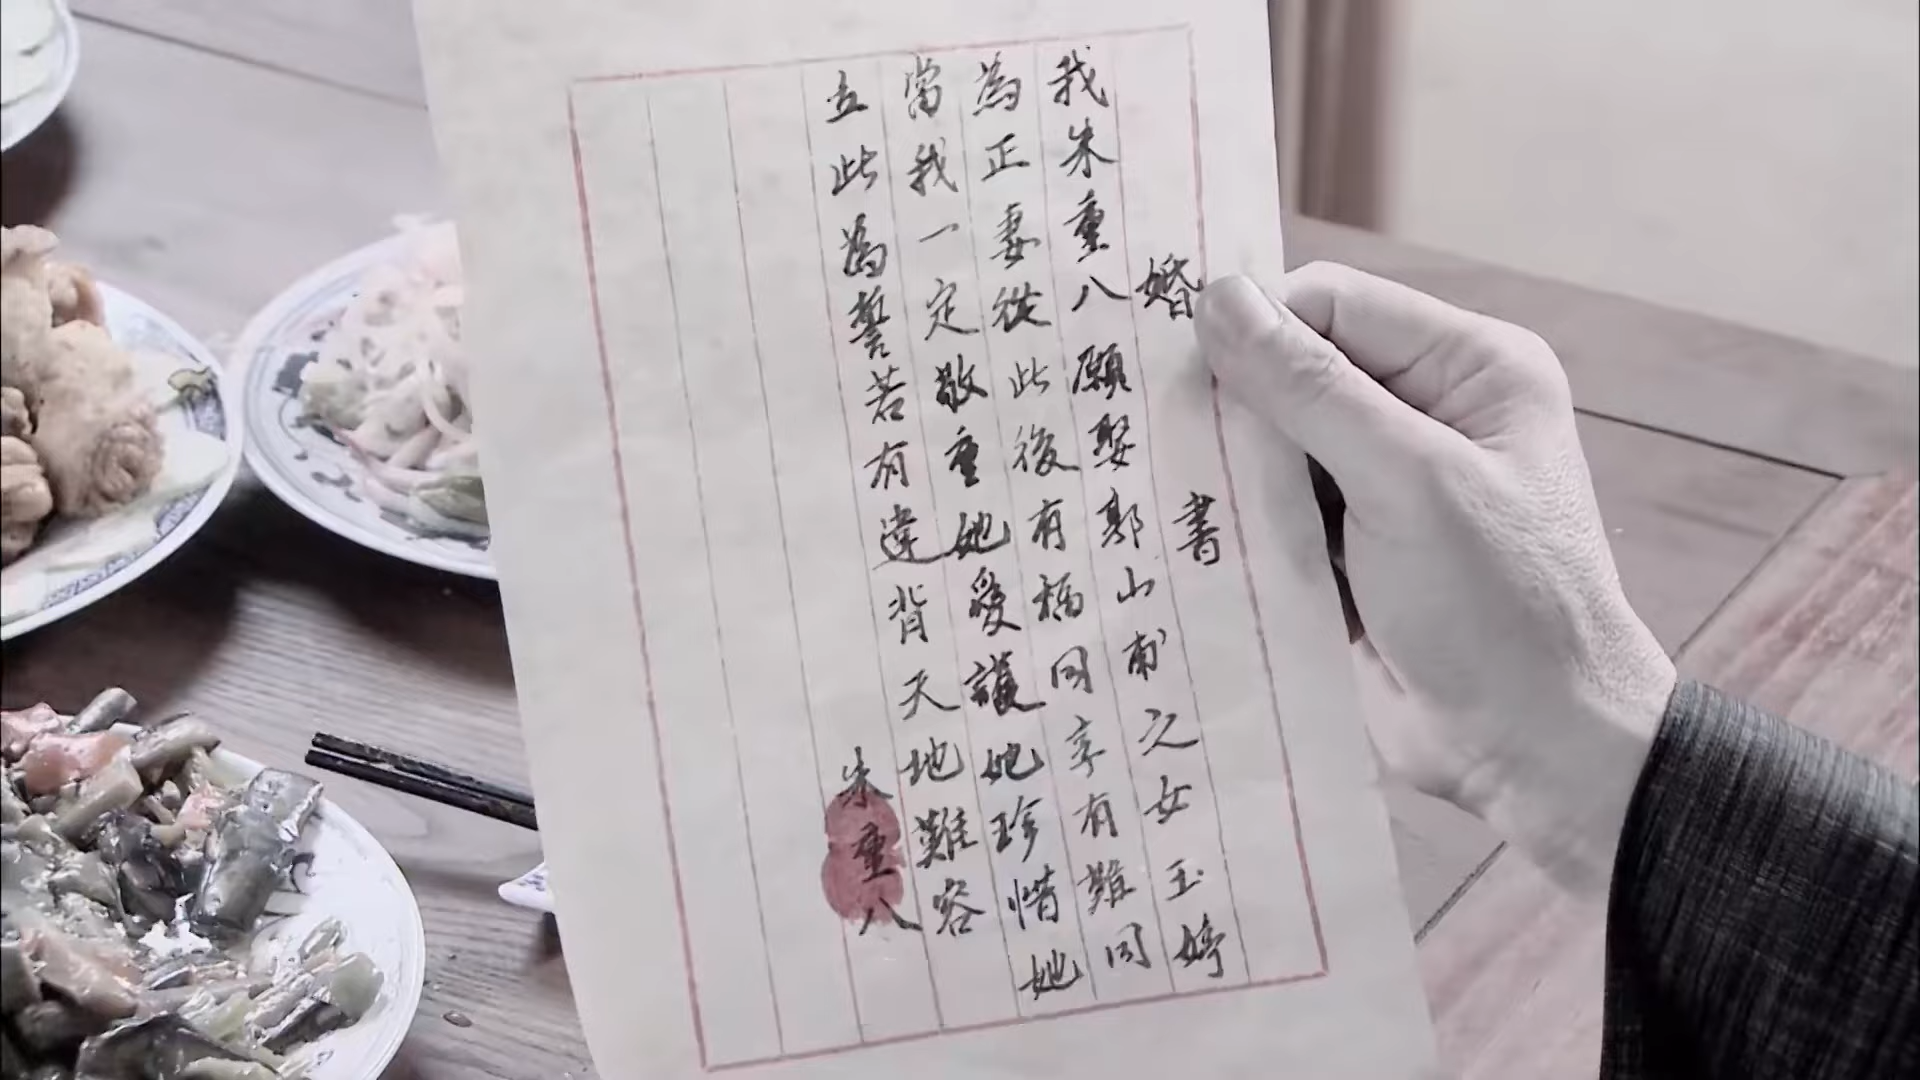 婚書
我朱重八願娶郭山甫之女玉婷
為正妻從此後有福同享有難同
當我一定敬重她愛護她珍惜她
立此為誓若有違背天地難容
朱重八